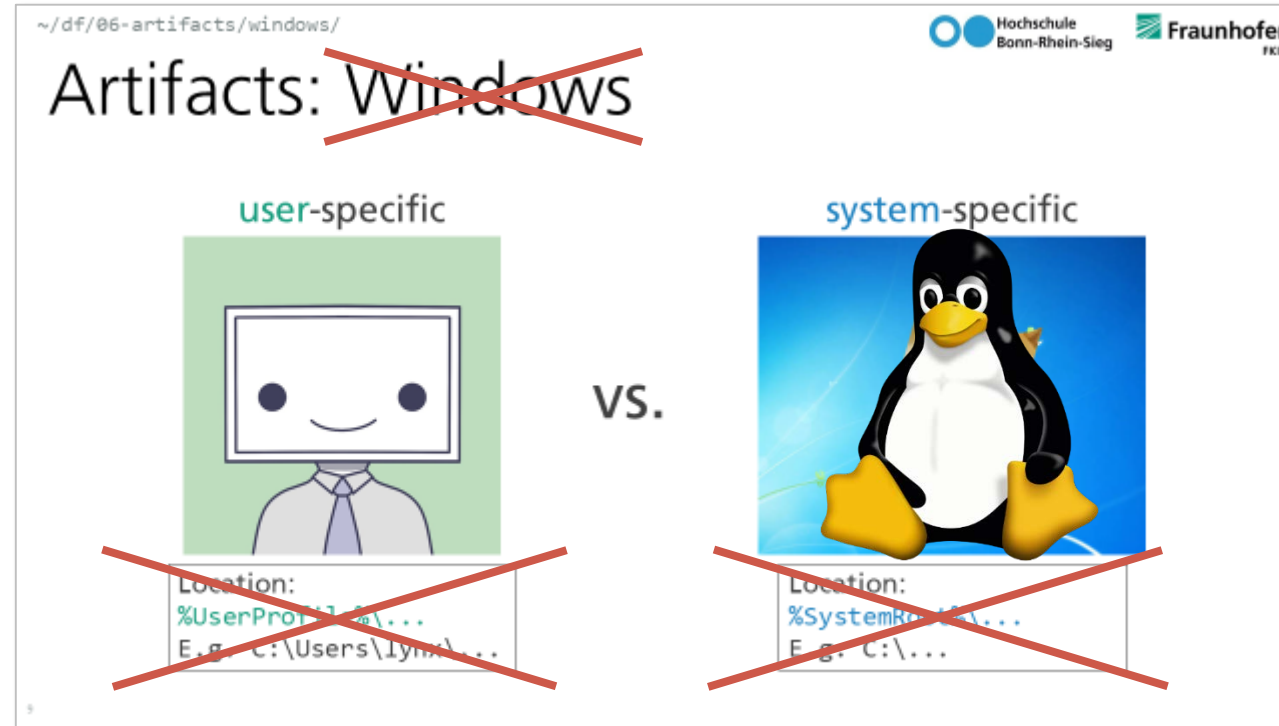 ~/df/06-artifacts/windows/
Hochschule
Bonn-Rhein-Sieg
Fraunhofer
Artifacts: Windows
user-specific
system-specific
vs.
Location:
%UserProfile%\...
E.g. C:\Users\lynx\...
Location:
%SystemRoot%\...
E.g. C:\...
9